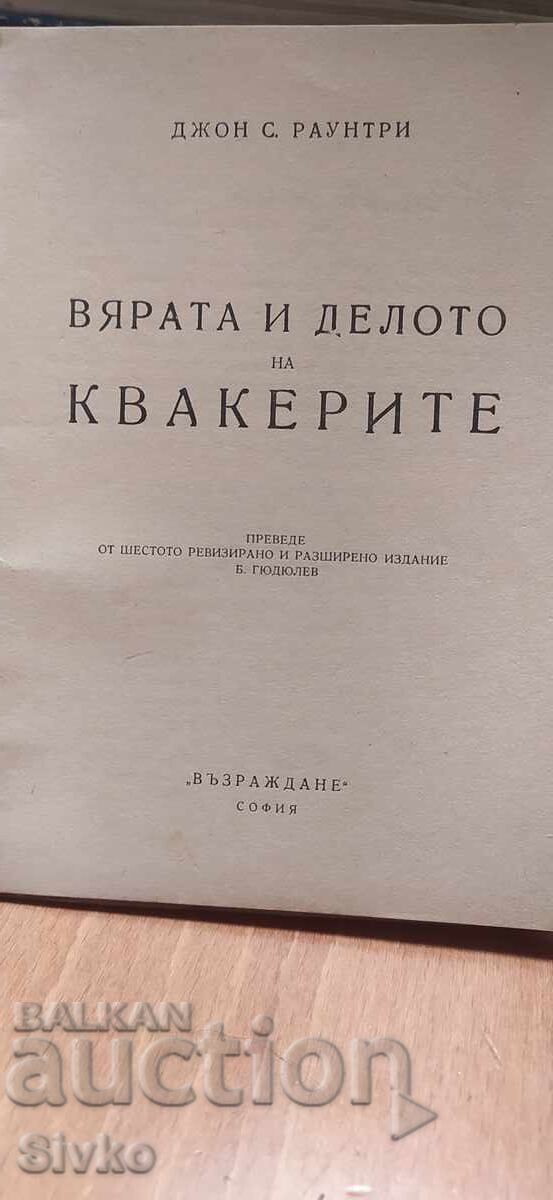 ДЖОН С. РАУНТРИ
ВЯРАТА И ДЕЛОТО
НА
КВАКЕРИТЕ
ПРЕВЕДЕ
ОТ ШЕСТОТО РЕВИЗИРАНО И РАЗШИРЕНО ИЗДАНИЕ
Б. ГЮДЮЛЕВ
„ВЪЗРАЖДАНЕ“
СОФИЯ
BALKAN
auction
Sivko